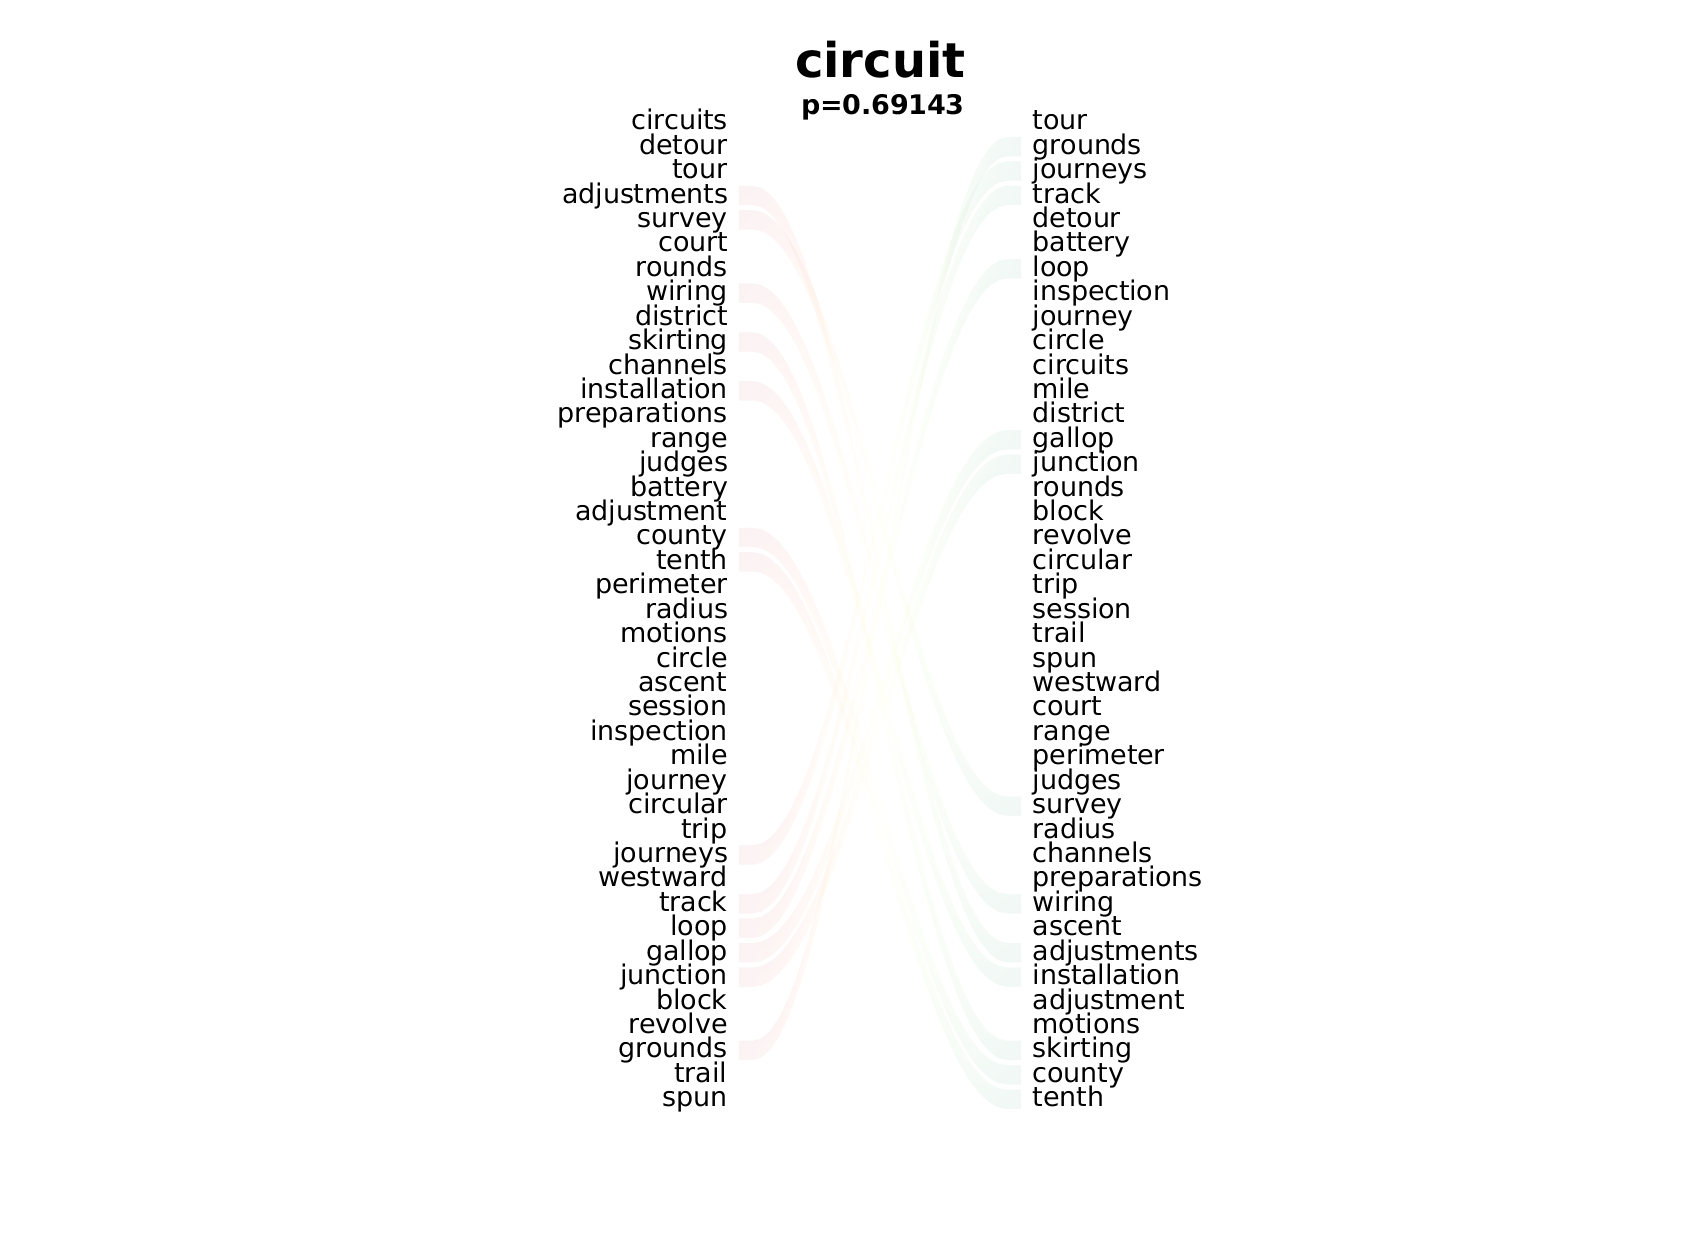 circuit
p=0.69143
circuits
detour
tour
adjustments
survey
court
rounds
wiring
district
skirting
channels
installation
preparations
range
judges
battery
adjustment
county
tenth
perimeter
radius
motions
circle
ascent
session
inspection
mile
journey
circular
trip
journeys
westward
track
loop
gallop
junction
block
revolve
grounds
trail
spun
tour
grounds
journeys
track
detour
battery
loop
inspection
journey
circle
circuits
mile
district
gallop
junction
rounds
block
revolve
circular
trip
session
trail
spun
westward
court
range
perimeter
judges
survey
radius
channels
preparations
wiring
ascent
adjustments
installation
adjustment
motions
skirting
county
tenth